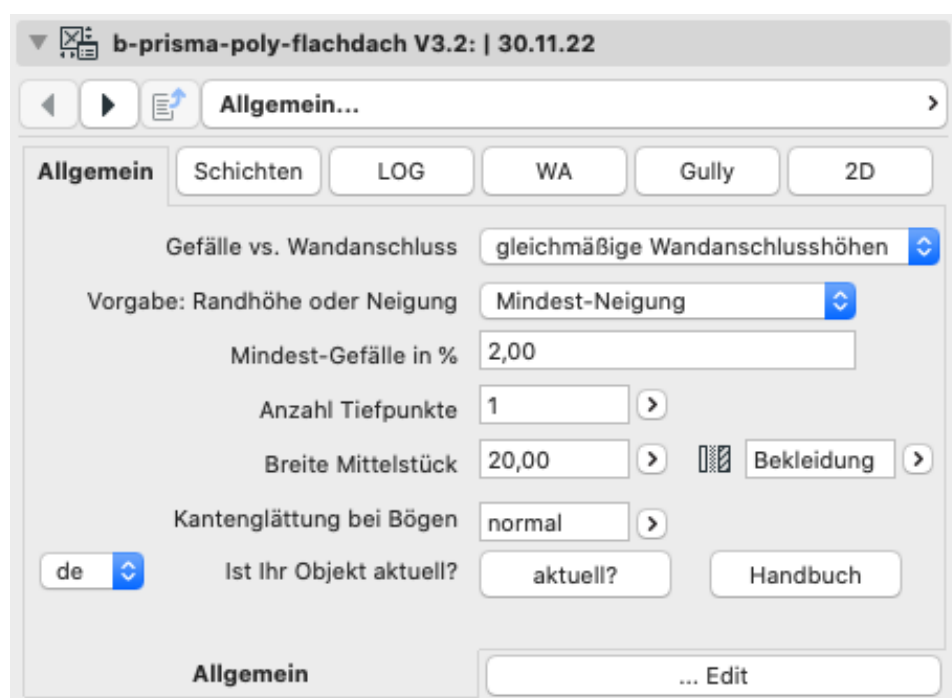 b-prisma-poly-flachdach V3.2: | 30.11.22
Allgemein...
Allgemein Schichten LOG WA Gully 2D
Gefälle vs. Wandanschluss gleichmäßige Wandanschlusshöhen
Vorgabe: Randhöhe oder Neigung Mindest-Neigung
Mindest-Gefälle in % 2,00
Anzahl Tiefpunkte 1
Breite Mittelstück 20,00 Bekleidung
Kantenglättung bei Bögen normal
de Ist Ihr Objekt aktuell? aktuell? Handbuch
Allgemein ... Edit